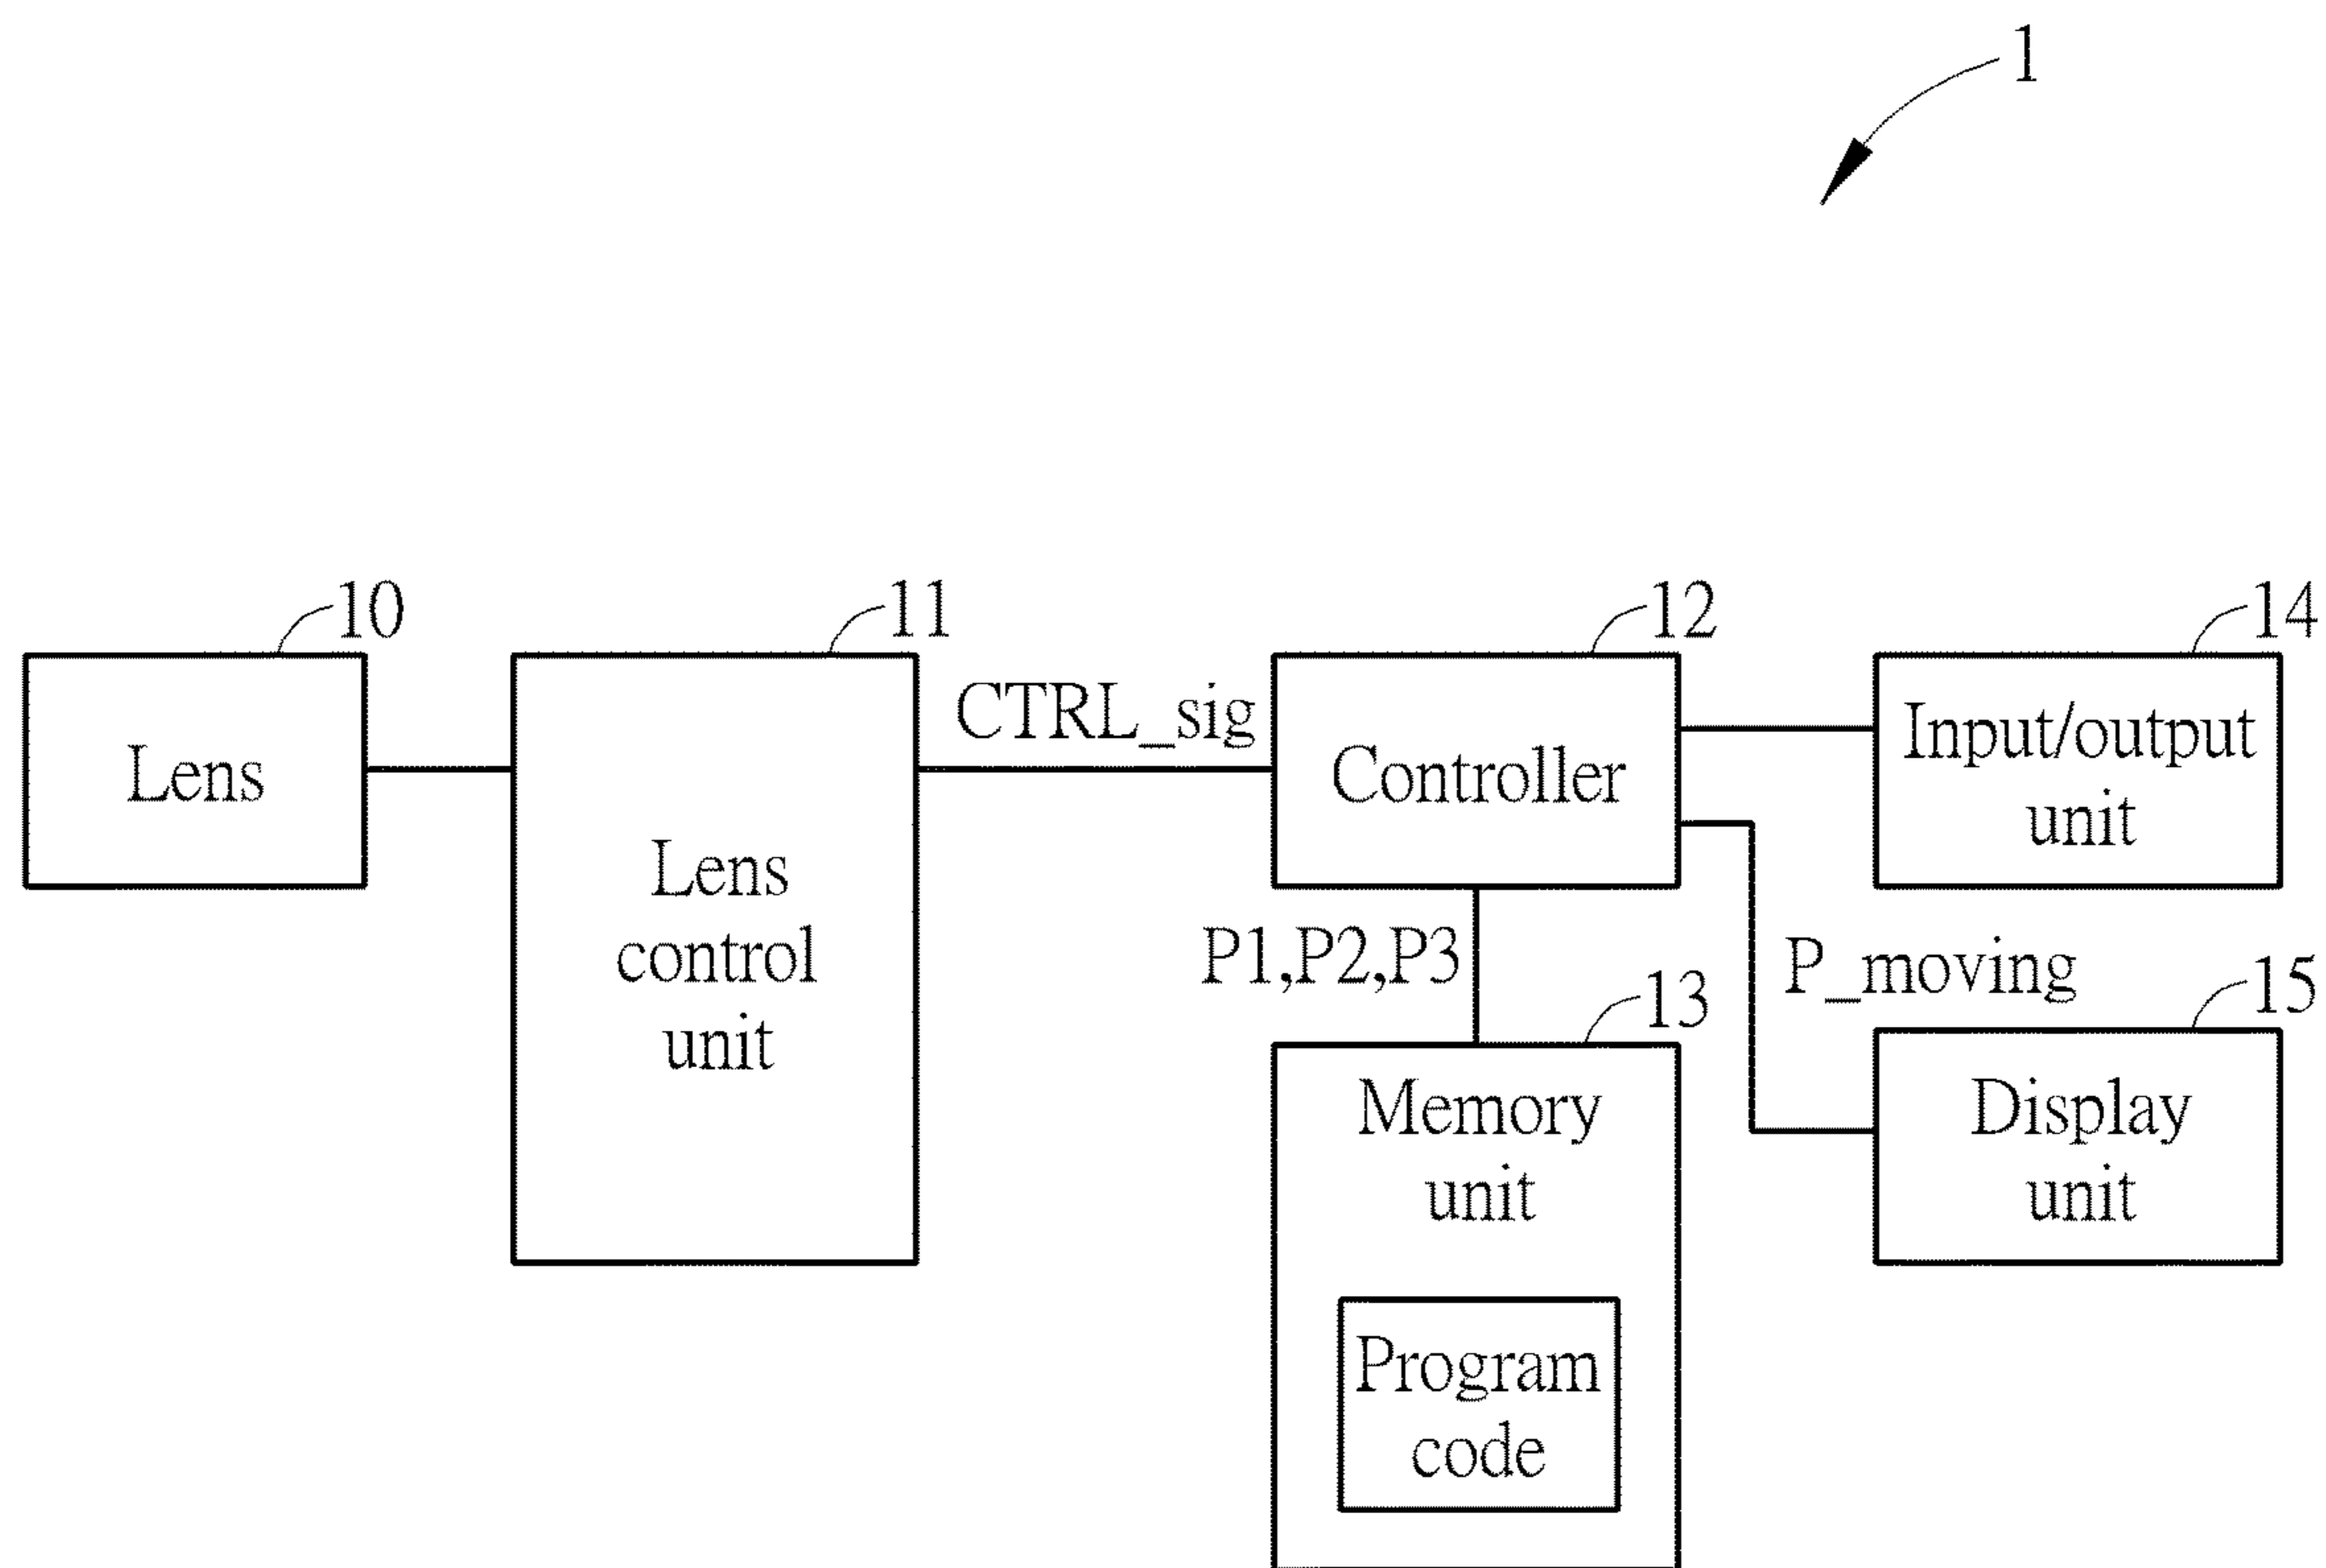 1
10
11
12
14
Lens
Lens
control
unit
CTRL_sig
Controller
Input/output
unit
P1,P2,P3
P_moving
13
15
Memory
unit
Display
unit
Program
code